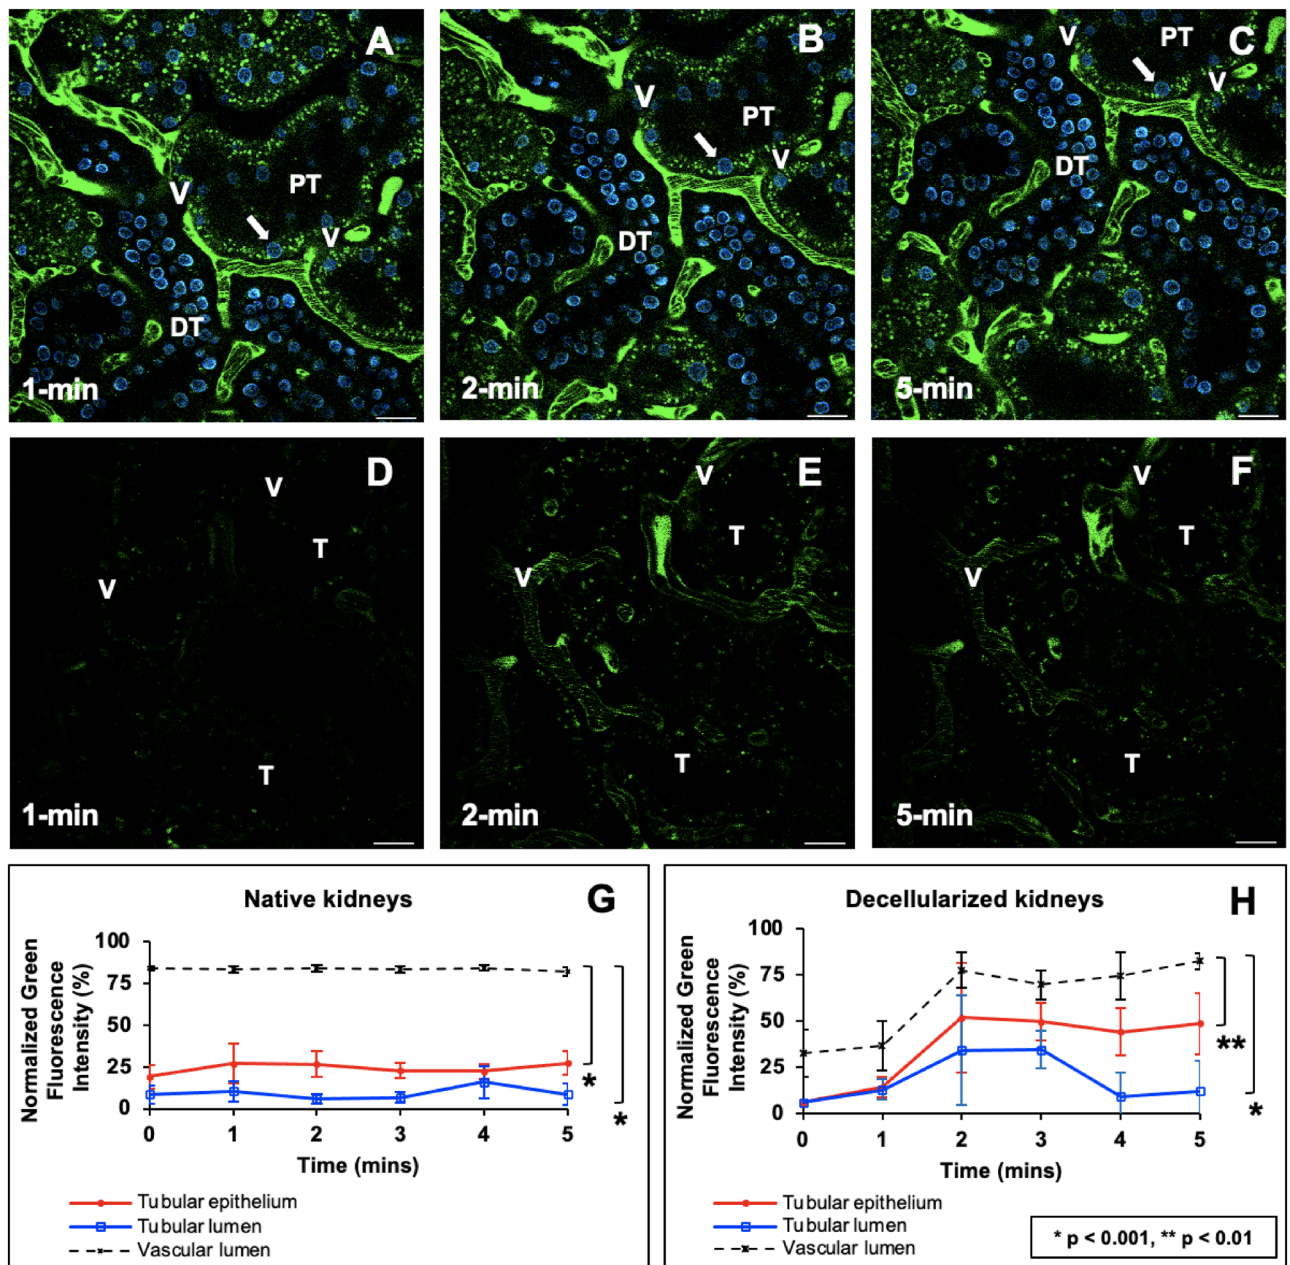 A
V
PT
V
DT
1-min
B
V
PT
V
DT
2-min
C
V
PT
V
DT
5-min
D
V
T
V
T
1-min
E
V
T
V
T
2-min
F
V
T
V
T
5-min
Native kidneys
G
Normalized Green
Fluorescence
Intensity (%)
100
75
50
25
0
0 1 2 3 4 5
Time (mins)
*
*
Tubular epithelium
Tubular lumen
Vascular lumen
Decellularized kidneys
H
Normalized Green
Fluorescence
Intensity (%)
100
75
50
25
0
0 1 2 3 4 5
Time (mins)
**
*
Tubular epithelium
Tubular lumen
Vascular lumen
* p < 0.001, ** p < 0.01